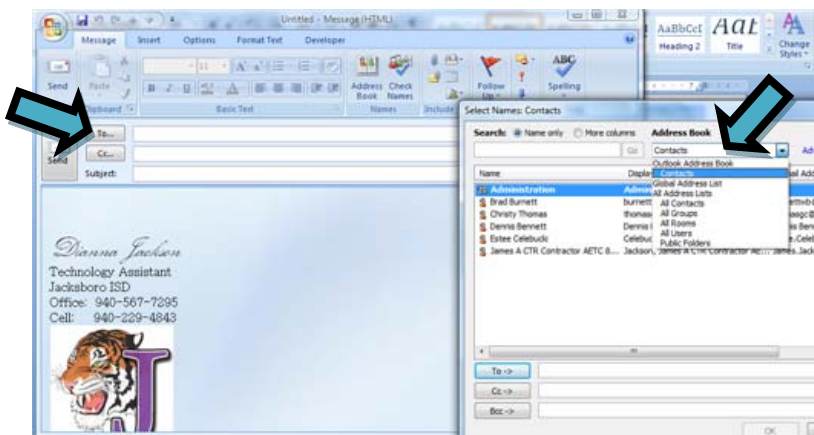 Untitled - Message (HTML)
Message Insert Options Format Text Developer
Send
Paste
Address Book
Check Names
Follow Up
ABC
Spelling
Clipboard
Basic Text
Names
Include
AaBbCcI
Heading 2
AaE
Title
Change Styles
To...
Cc...
Send
Subject:
Dianna Jackson
Technology Assistant
Jacksboro ISD
Office: 940-567-7295
Cell: 940-229-4843
J
Select Names: Contacts
Search: Name only More columns Address Book
Go Contacts
Outlook Address Book
Contacts
Global Address List
All Address Lists
All Contacts
All Groups
All Rooms
All Users
Public Folders
Name
Administration
Brad Burnett
Christy Thomas
Dennis Bennett
Estee Celebucki
James A CTR Contractor AETC 8...
To ->
Cc ->
Bcc ->
OK